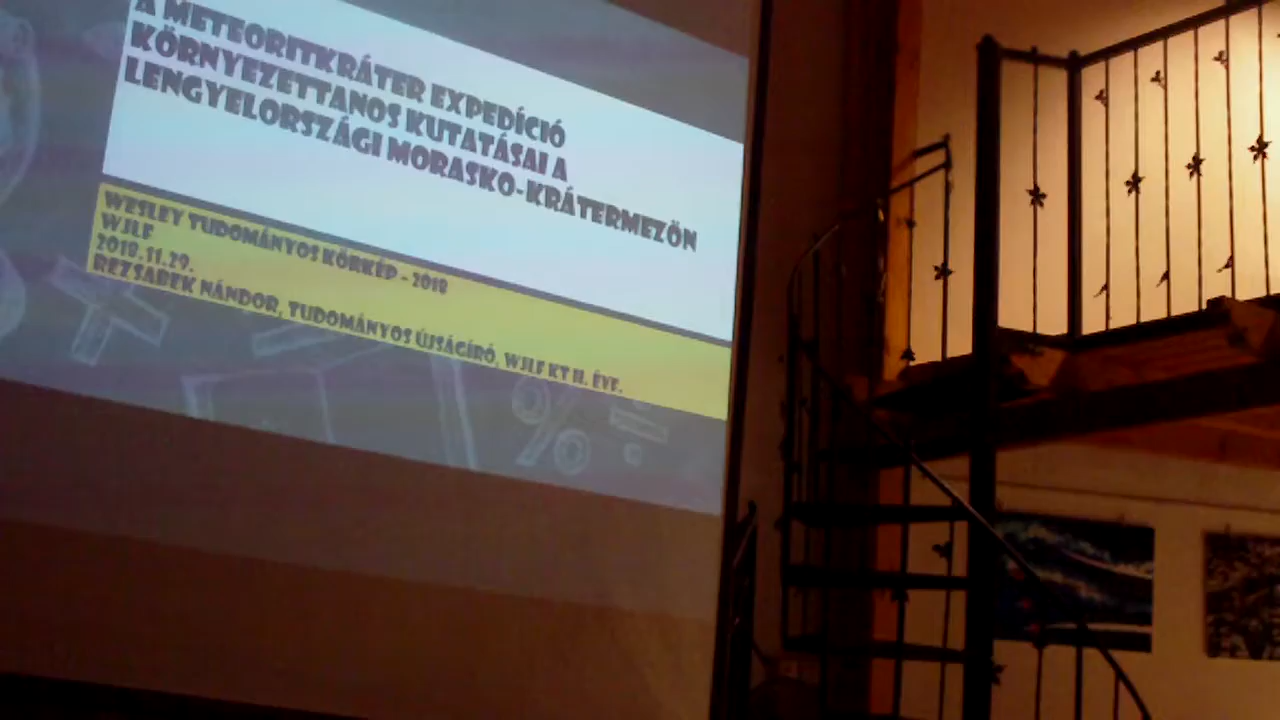 A METEORITKRÁTER EXPEDÍCIÓ
KÖRNYEZETTANOS KUTATÁSAI A
LENGYELORSZÁGI MORASKO-KRÁTERMEZŐN
WESLEY TUDOMÁNYOS KÖRKÉP - 2018
WJLF
2018.11.29.
REZSABEK NÁNDOR, TUDOMÁNYOS ÚJSÁGÍRÓ, WJLF KT II. ÉVF.
%
÷